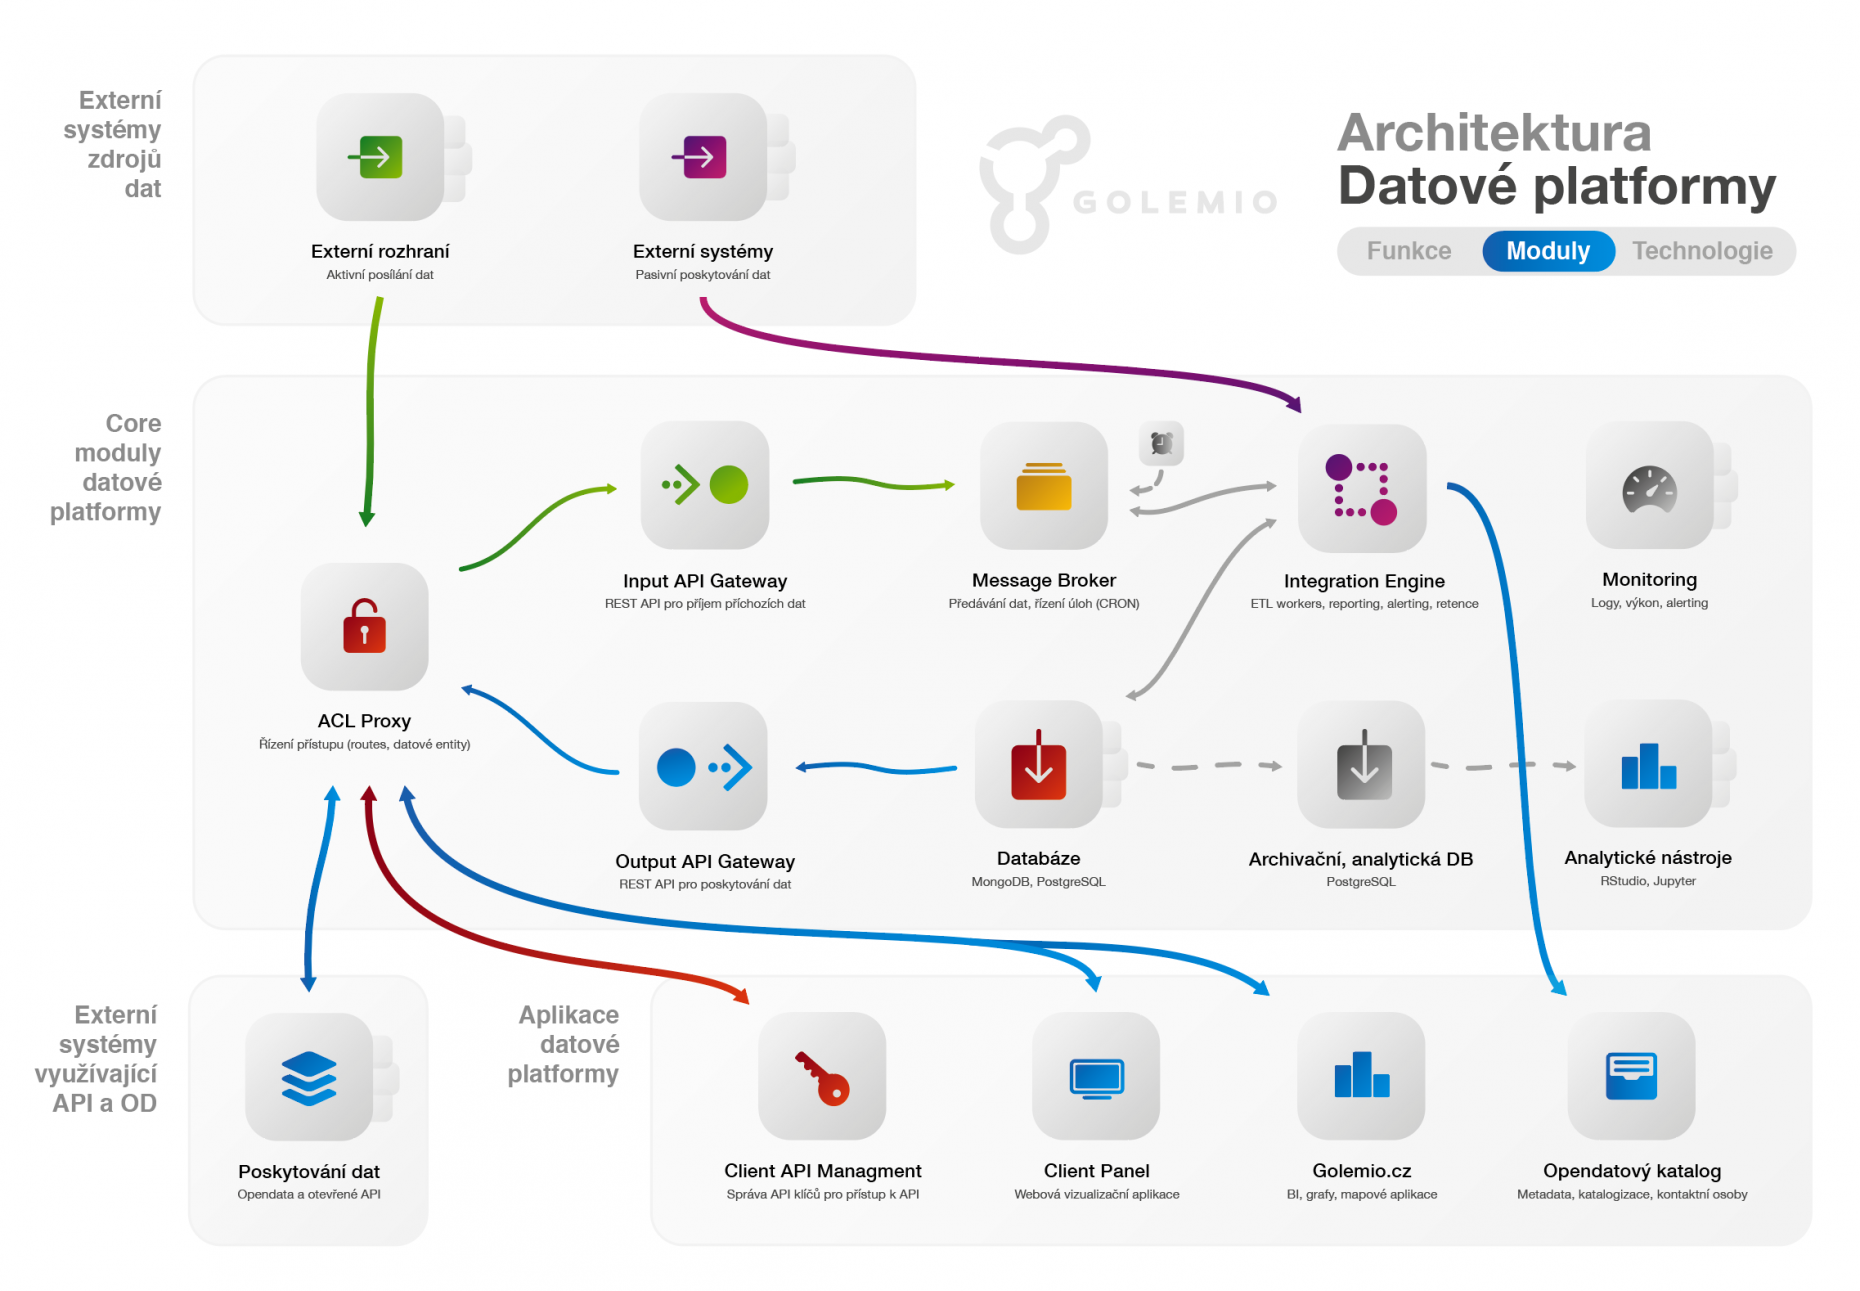 Externí
systémy
zdrojů
dat
Externí rozhraní
Aktivní posílání dat
Externí systémy
Pasivní poskytování dat
GOLEMIO
Architektura
Datové platformy
Funkce Moduly Technologie
Core
moduly
datové
platformy
Input API Gateway
REST API pro příjem příchozích dat
Message Broker
Předávání dat, řízení úloh (CRON)
Integration Engine
ETL workers, reporting, alerting, retence
Monitoring
Logy, výkon, alerting
ACL Proxy
Řízení přístupu (routes, datové entity)
Output API Gateway
REST API pro poskytování dat
Databáze
MongoDB, PostgreSQL
Archivační, analytická DB
PostgreSQL
Analytické nástroje
RStudio, Jupyter
Externí
systémy
využívající
API a OD
Poskytování dat
Opendata a otevřené API
Aplikace
datové
platformy
Client API Managment
Správa API klíčů pro přístup k API
Client Panel
Webová vizualizační aplikace
Golemio.cz
BI, grafy, mapové aplikace
Opendatový katalog
Metadata, katalogizace, kontaktní osoby